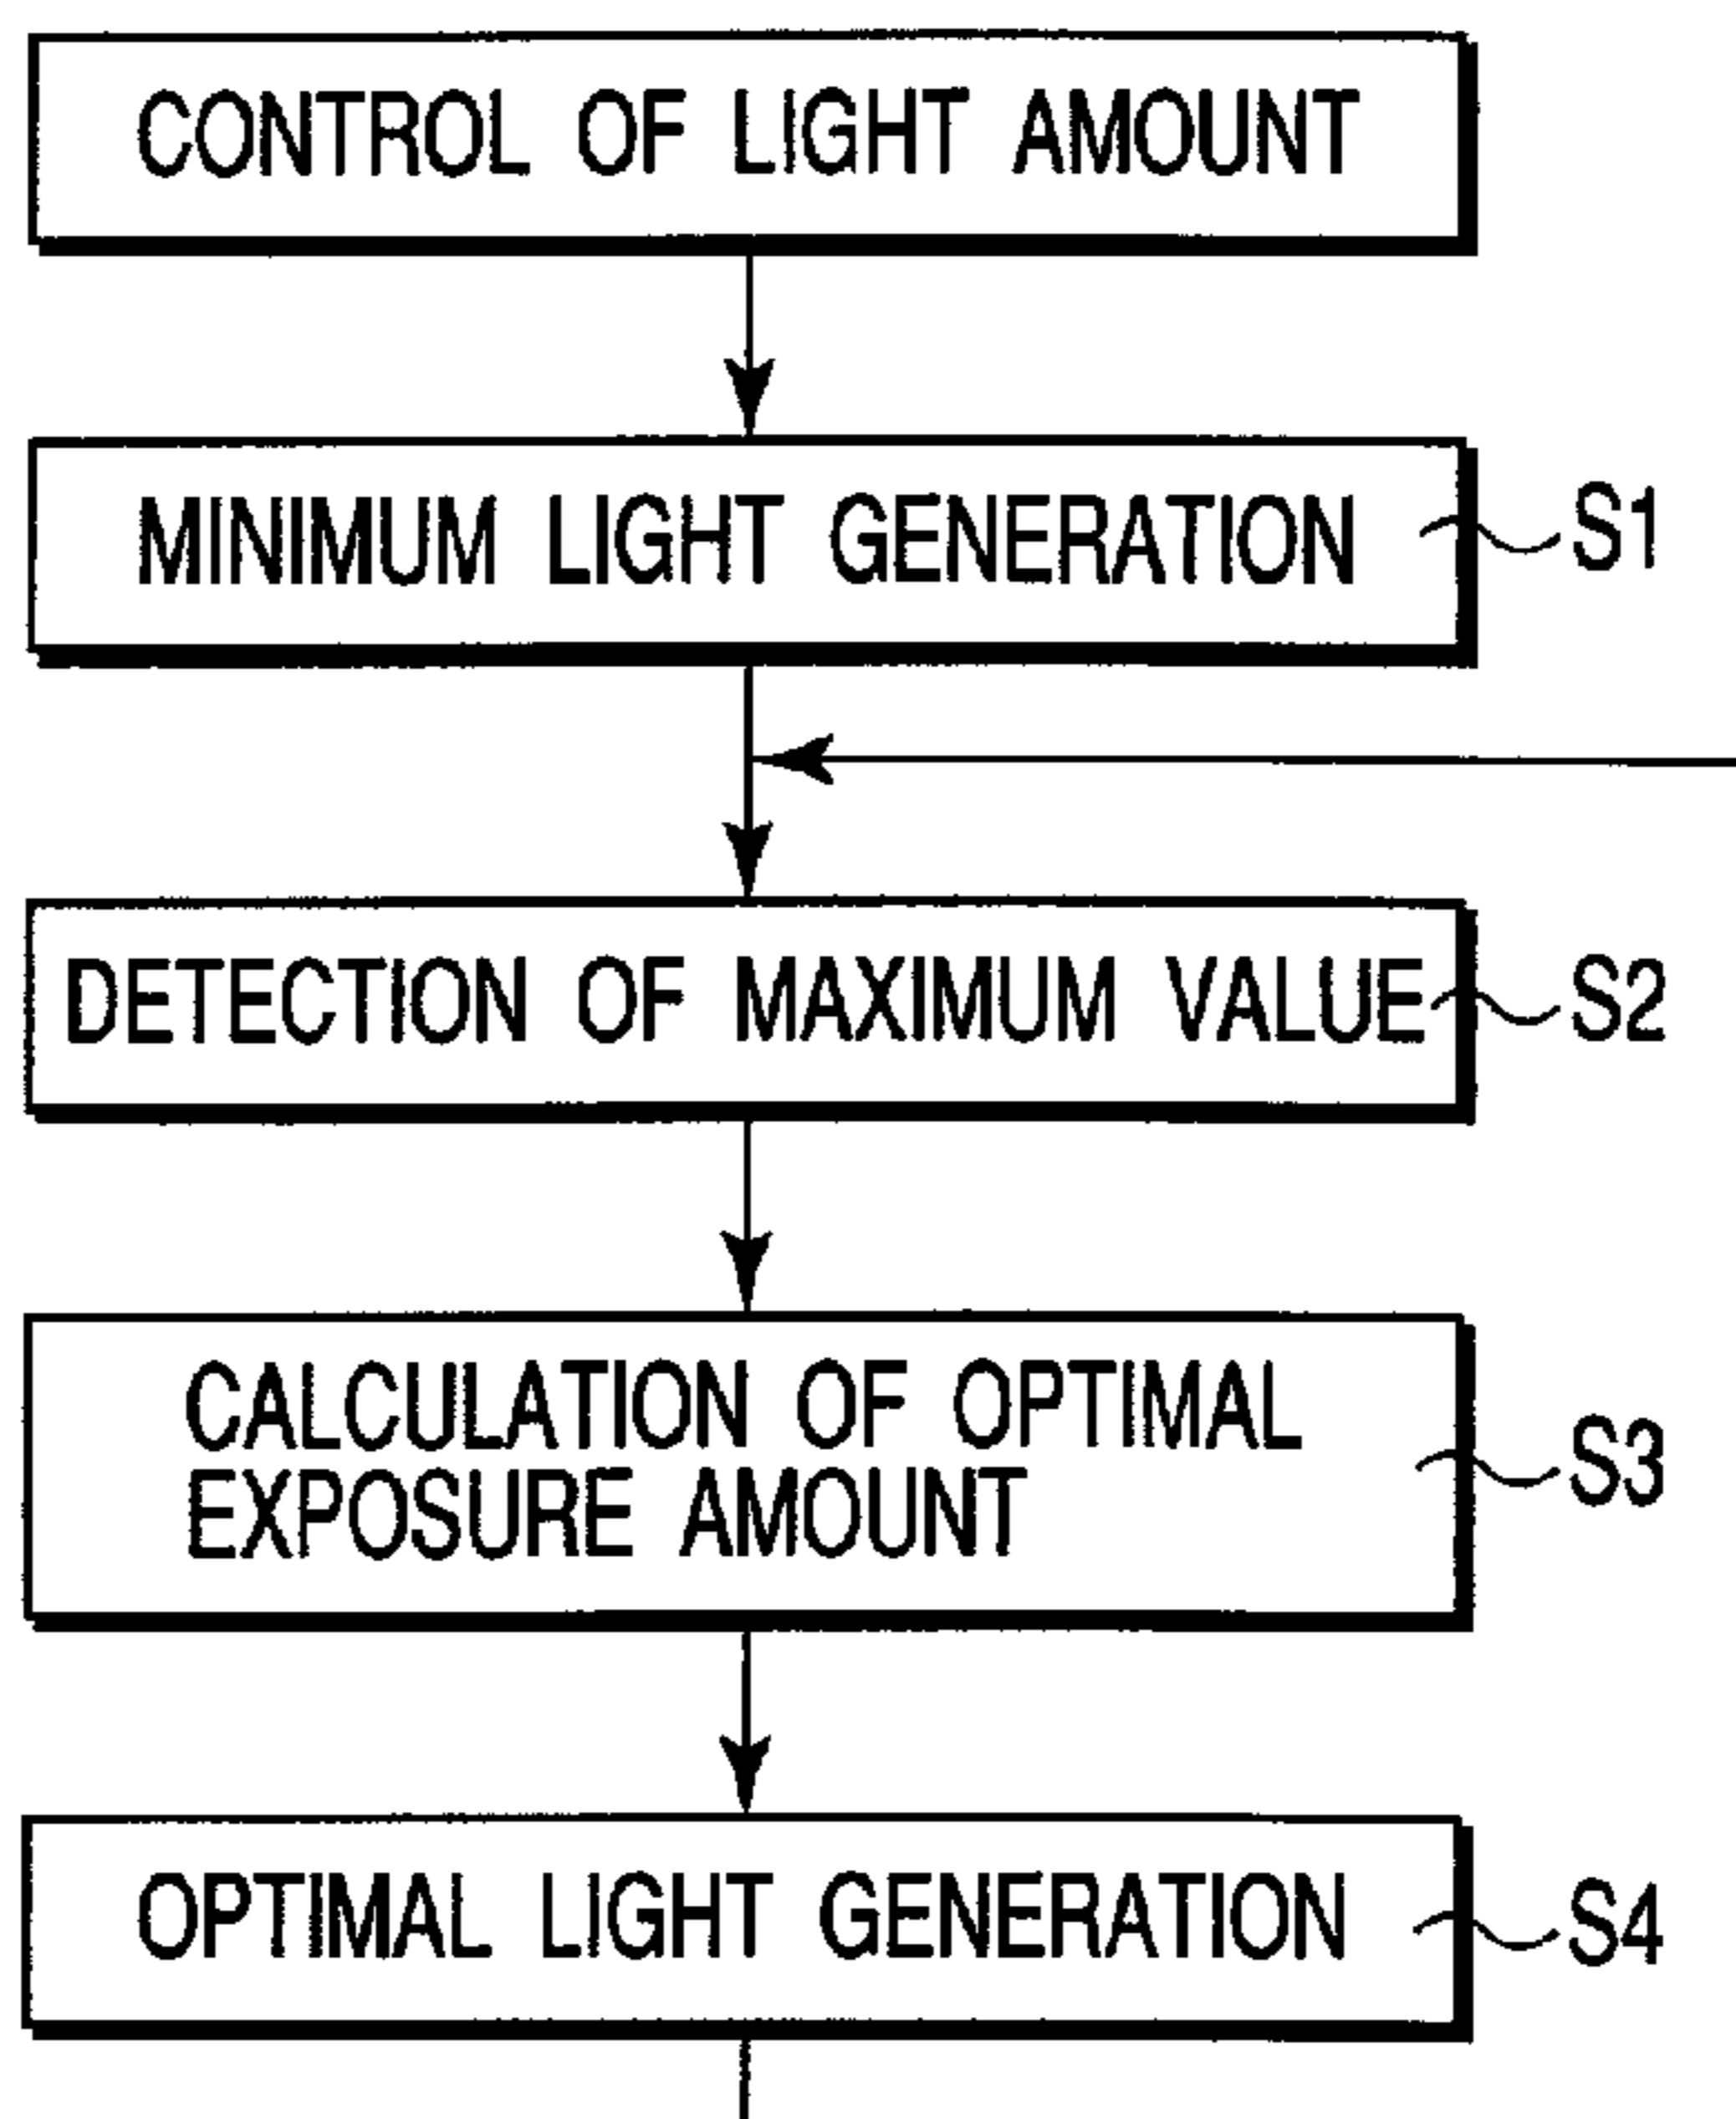 CONTROL OF LIGHT AMOUNT
MINIMUM LIGHT GENERATION
S1
DETECTION OF MAXIMUM VALUE
S2
CALCULATION OF OPTIMAL
EXPOSURE AMOUNT
S3
OPTIMAL LIGHT GENERATION
S4